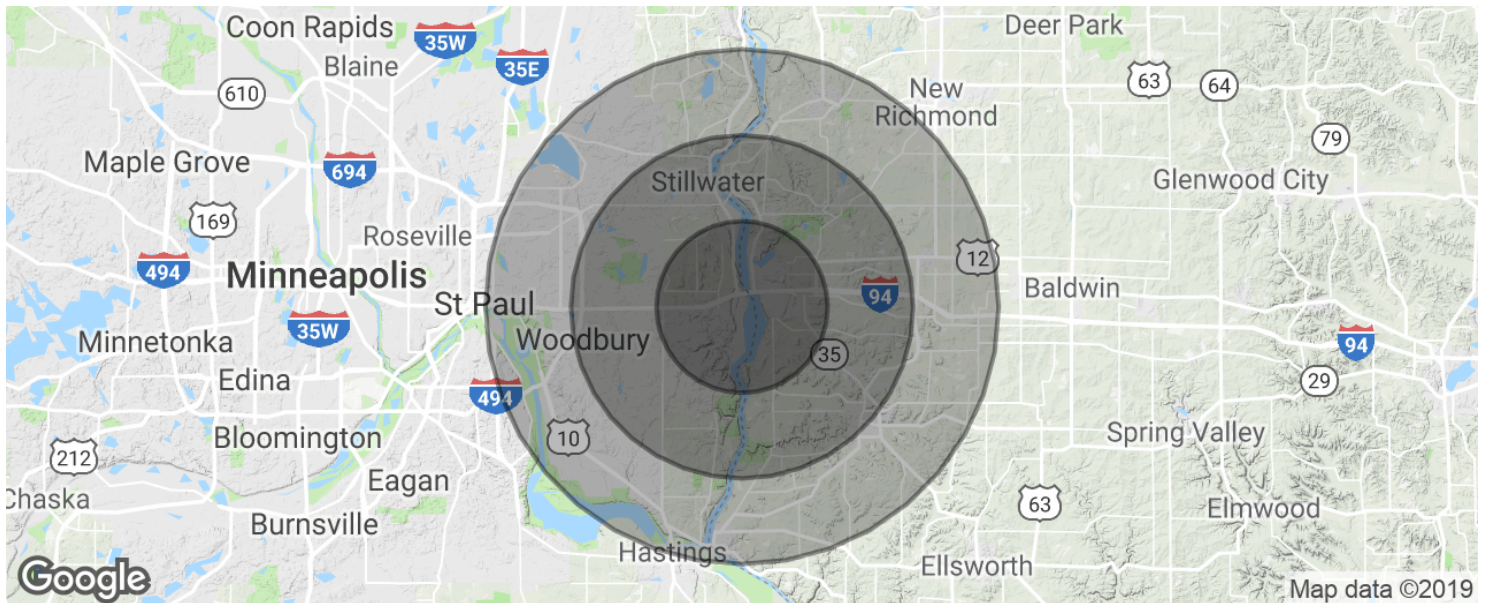 Coon Rapids
35W
Deer Park
Blaine
35E
63
64
610
New
Richmond
79
Maple Grove
694
Stillwater
Glenwood City
169
Roseville
494
Minneapolis
12
St Paul
94
Baldwin
35W
Woodbury
Minnetonka
35
94
Edina
494
29
10
Bloomington
Spring Valley
212
Eagan
Chaska
63
Elmwood
Burnsville
Hastings
Ellsworth
Google
Map data ©2019